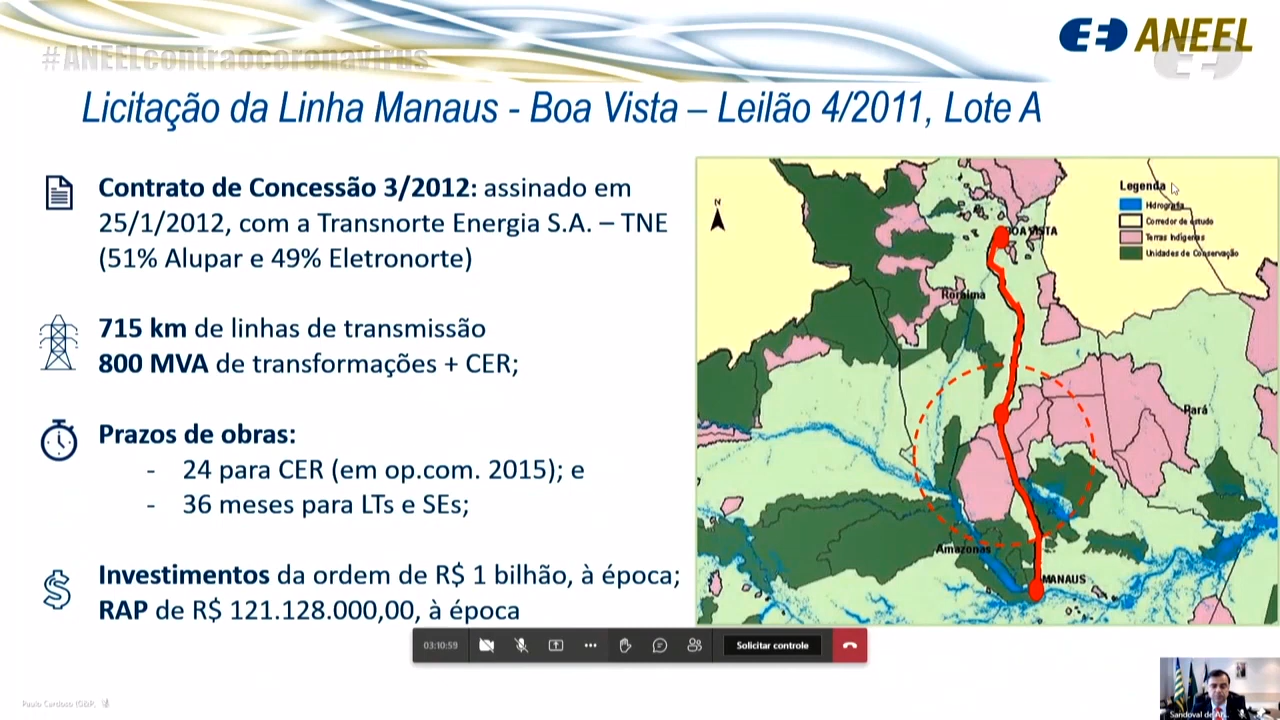 #ANEELcontraocoronavirus
ANEEL
Licitação da Linha Manaus - Boa Vista – Leilão 4/2011, Lote A
Contrato de Concessão 3/2012: assinado em
25/1/2012, com a Transnorte Energia S.A. – TNE
(51% Alupar e 49% Eletronorte)
715 km de linhas de transmissão
800 MVA de transformações + CER;
Prazos de obras:
- 24 para CER (em op.com. 2015); e
- 36 meses para LTs e SEs;
Investimentos da ordem de R$ 1 bilhão, à época;
RAP de R$ 121.128.000,00, à época
N
Legenda
Hidrografia
Corredor de estudo
Terras Indígenas
Unidades de Conservação
BOA VISTA
Roraima
Pará
Amazonas
MANAUS
03:10:59
Solicitar controle
Paulo Cardoso
Sandoval de